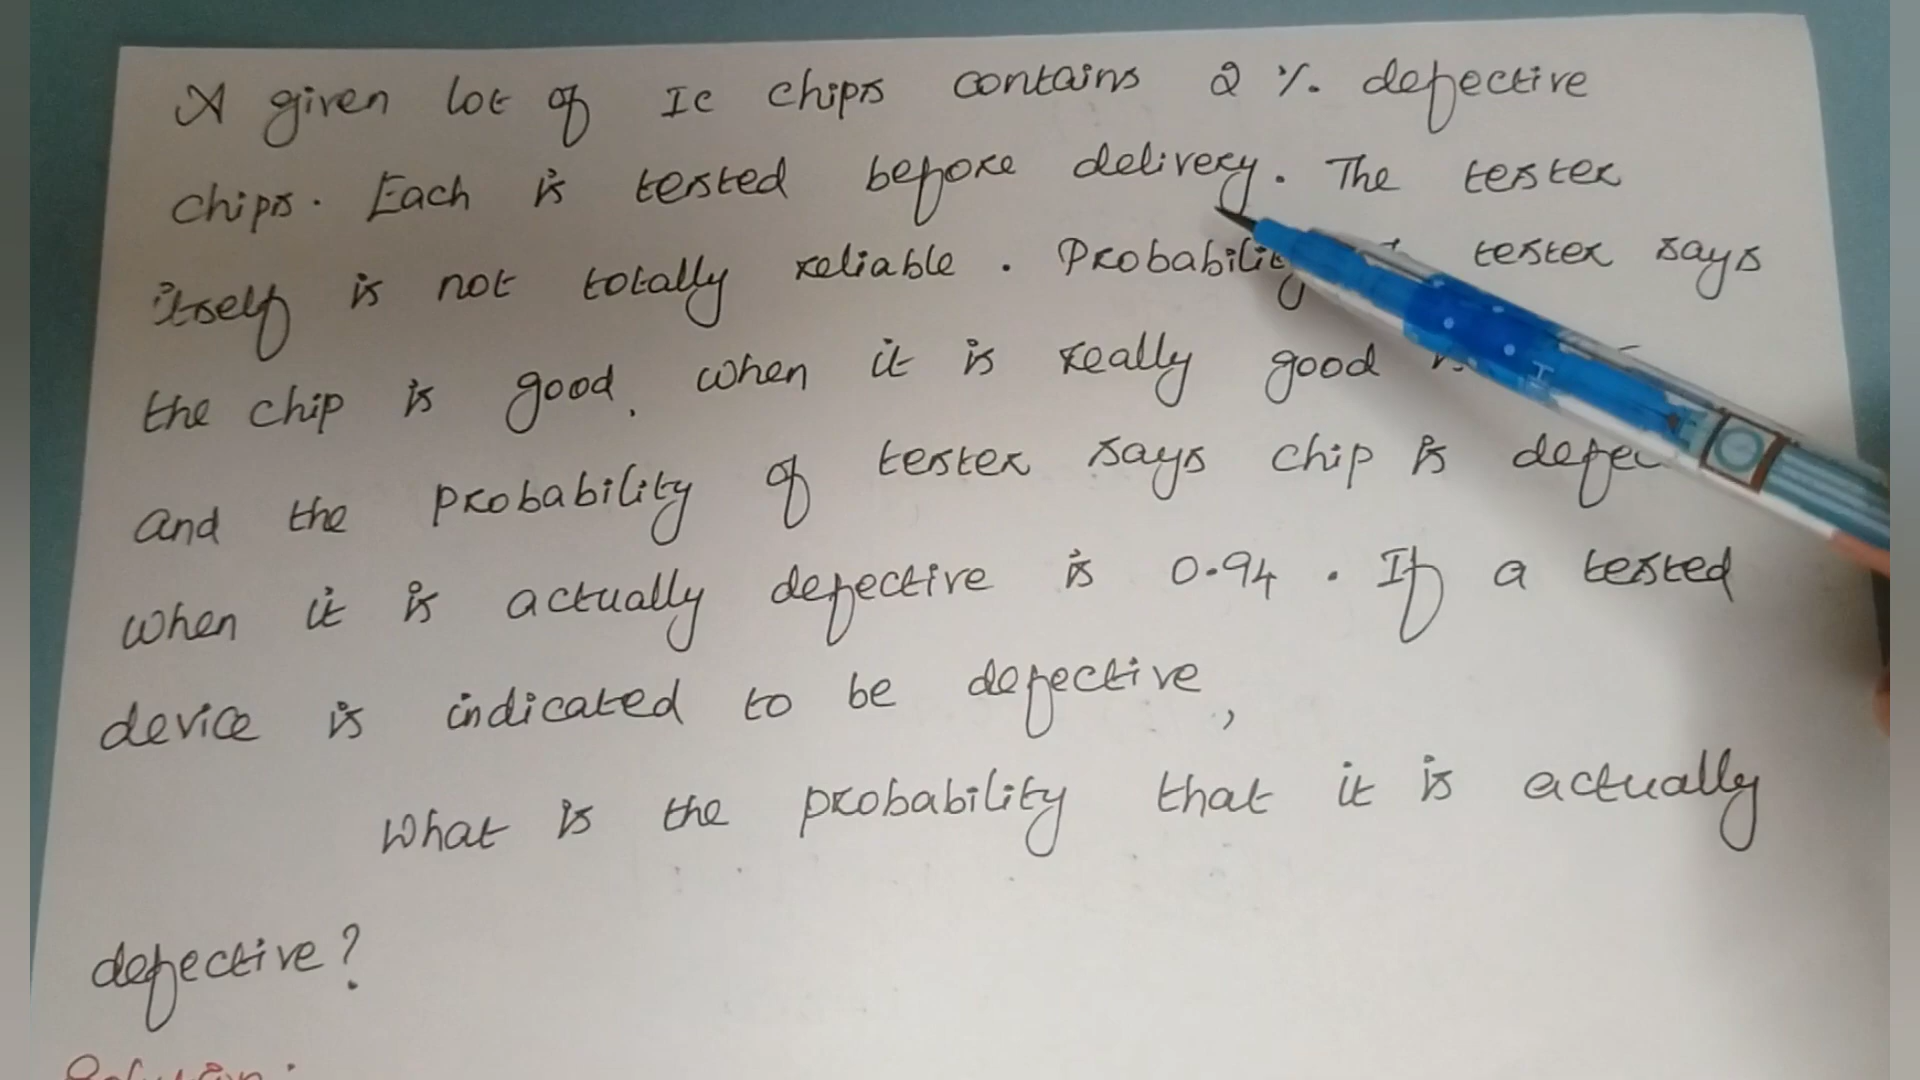 A given lot of Ic chips contains 2 %. defective
chips. Each is tested before delivery. The tester
itself is not totally reliable. tester says
the chip is good, when it is really good
and the probability of tester says chip is
when it is actually defective is 0.94. If a tested
device is indicated to be defective,
What is the probability that it is actually
defective?